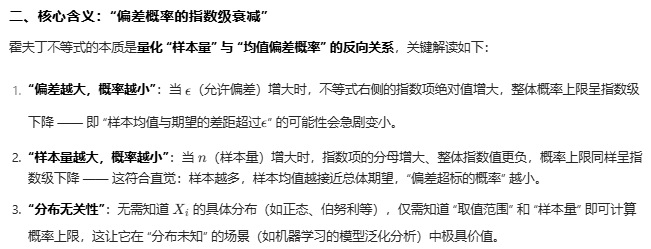 二、核心含义：“偏差概率的指数级衰减”
霍夫丁不等式的本质是量化 “样本量” 与 “均值偏差概率” 的反向关系，关键解读如下：
1. “偏差越大，概率越小”：当 ϵ（允许偏差）增大时，不等式右侧的指数项绝对值增大，整体概率上限呈指数级
下降 —— 即 “样本均值与期望的差距超过ϵ” 的可能性会急剧变小。
2. “样本量越大，概率越小”：当 n（样本量）增大时，指数项的分母增大、整体指数值更负，概率上限同样呈指
数级下降 —— 这符合直觉：样本越多，样本均值越接近总体期望，“偏差超标的概率” 越小。
3. “分布无关性”：无需知道 Xᵢ 的具体分布（如正态、伯努利等），仅需知道 “取值范围” 和 “样本量” 即可计算
概率上限，这让它在 “分布未知” 的场景（如机器学习的模型泛化分析）中极具价值。